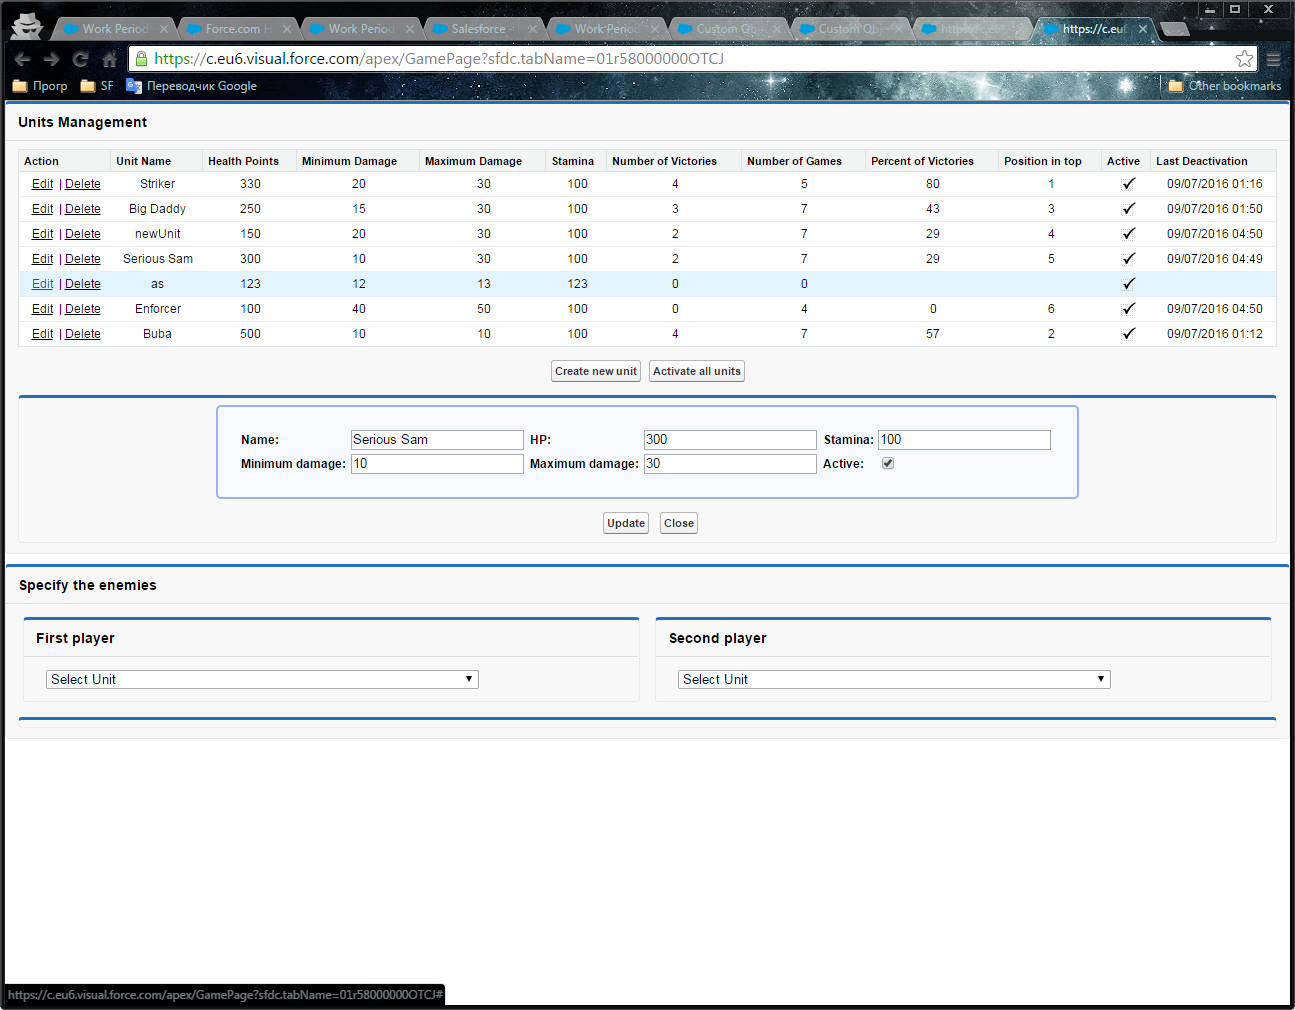 Work Period Force.com H Work Period Salesforce - Work Period Custom Ob Custom Obj https://c.eu https://c.eu6
https://c.eu6.visual.force.com/apex/GamePage?sfdc.tabName=01r58000000OTCJ
Прогр SF Переводчик Google Other bookmarks
Units Management
Action Unit Name Health Points Minimum Damage Maximum Damage Stamina Number of Victories Number of Games Percent of Victories Position in top Active Last Deactivation
Edit | Delete Striker 330 20 30 100 4 5 80 1 ✓ 09/07/2016 01:16
Edit | Delete Big Daddy 250 15 30 100 3 7 43 3 ✓ 09/07/2016 01:50
Edit | Delete newUnit 150 20 30 100 2 7 29 4 ✓ 09/07/2016 04:50
Edit | Delete Serious Sam 300 10 30 100 2 7 29 5 ✓ 09/07/2016 04:49
Edit | Delete as 123 12 13 123 0 0 ✓
Edit | Delete Enforcer 100 40 50 100 0 4 0 6 ✓ 09/07/2016 04:50
Edit | Delete Buba 500 10 10 100 4 7 57 2 ✓ 09/07/2016 01:12
Create new unit Activate all units
Name: Serious Sam HP: 300 Stamina: 100
Minimum damage: 10 Maximum damage: 30 Active:
Update Close
Specify the enemies
First player Second player
Select Unit Select Unit
https://c.eu6.visual.force.com/apex/GamePage?sfdc.tabName=01r58000000OTCJ#